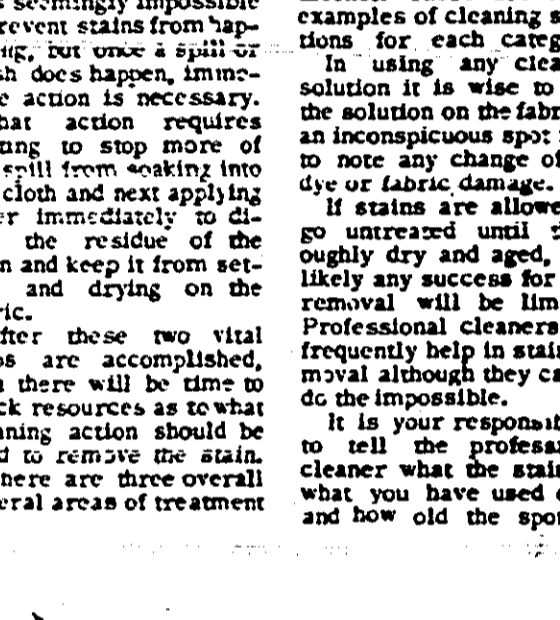 s seemingly impossible
revent stains from hap-
ng, but once a spill or
sh does happen, imme-
e action is necessary.
hat action requires
ting to stop more of
spill from soaking into
cloth and next applying
er immediately to di-
the residue of the
n and keep it from set-
and drying on the
ric.
fter these two vital
os are accomplished,
there will be time to
ck resources as to what
ning action should be
d to remove the stain.
here are three overall
eral areas of treatment
examples of cleaning s
tions for each categ
In using any clea
solution it is wise to
the solution on the fabr
an inconspicuous spot
to note any change of
dye or fabric damage.
If stains are allowe
go untreated until t
oughly dry and aged,
likely any success for
removal will be lim
Professional cleaners
frequently help in stai
moval although they ca
do the impossible.
It is your responsib
to tell the profess
cleaner what the stai
what you have used
and how old the spo